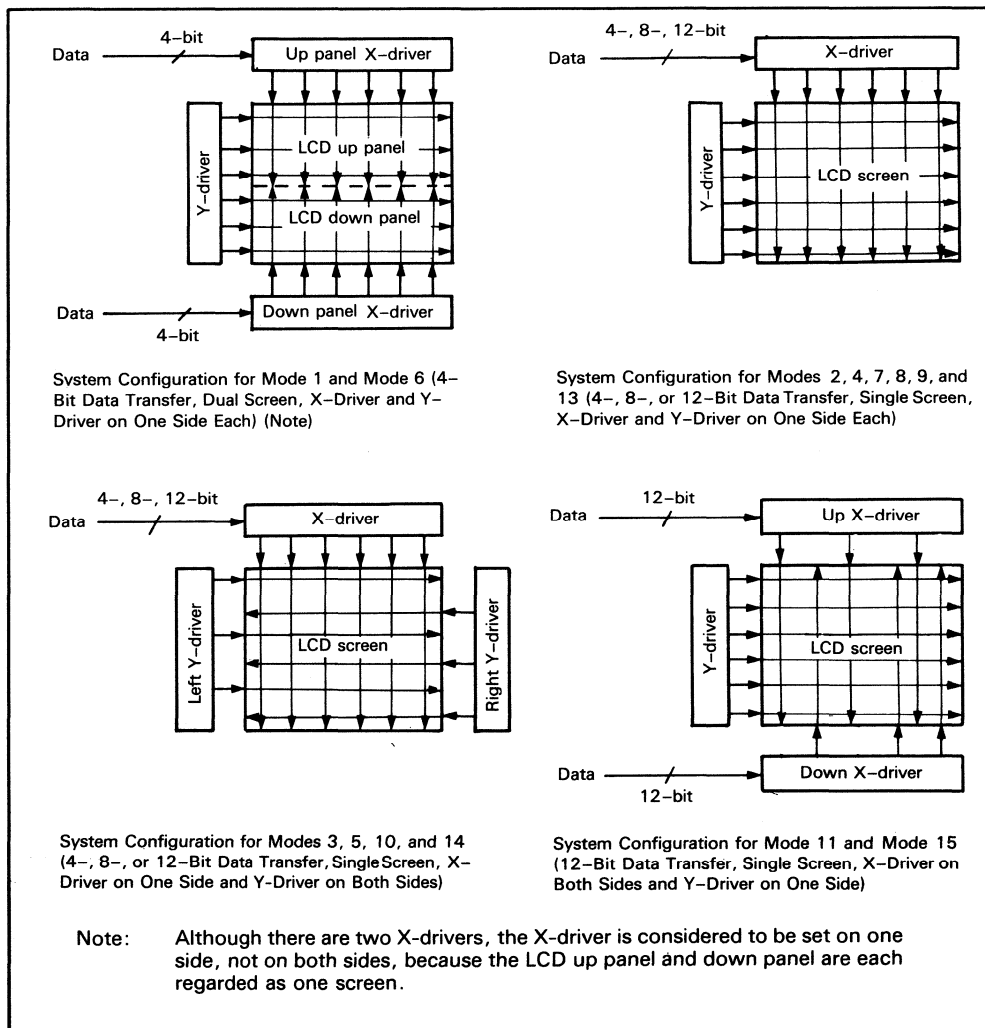 4-bit
Data
Up panel X-driver
Y-driver
LCD up panel
LCD down panel
Data
Down panel X-driver
4-bit
System Configuration for Mode 1 and Mode 6 (4-
Bit Data Transfer, Dual Screen, X-Driver and Y-
Driver on One Side Each) (Note)
4-, 8-, 12-bit
Data
X-driver
Y-driver
LCD screen
System Configuration for Modes 2, 4, 7, 8, 9, and
13 (4-, 8-, or 12-Bit Data Transfer, Single Screen,
X-Driver and Y-Driver on One Side Each)
4-, 8-, 12-bit
Data
X-driver
Left Y-driver
LCD screen
Right Y-driver
System Configuration for Modes 3, 5, 10, and 14
(4-, 8-, or 12-Bit Data Transfer, Single Screen, X-
Driver on One Side and Y-Driver on Both Sides)
12-bit
Data
Up X-driver
Y-driver
LCD screen
Data
Down X-driver
12-bit
System Configuration for Mode 11 and Mode 15
(12-Bit Data Transfer, Single Screen, X-Driver on
Both Sides and Y-Driver on One Side)
Note: Although there are two X-drivers, the X-driver is considered to be set on one
side, not on both sides, because the LCD up panel and down panel are each
regarded as one screen.